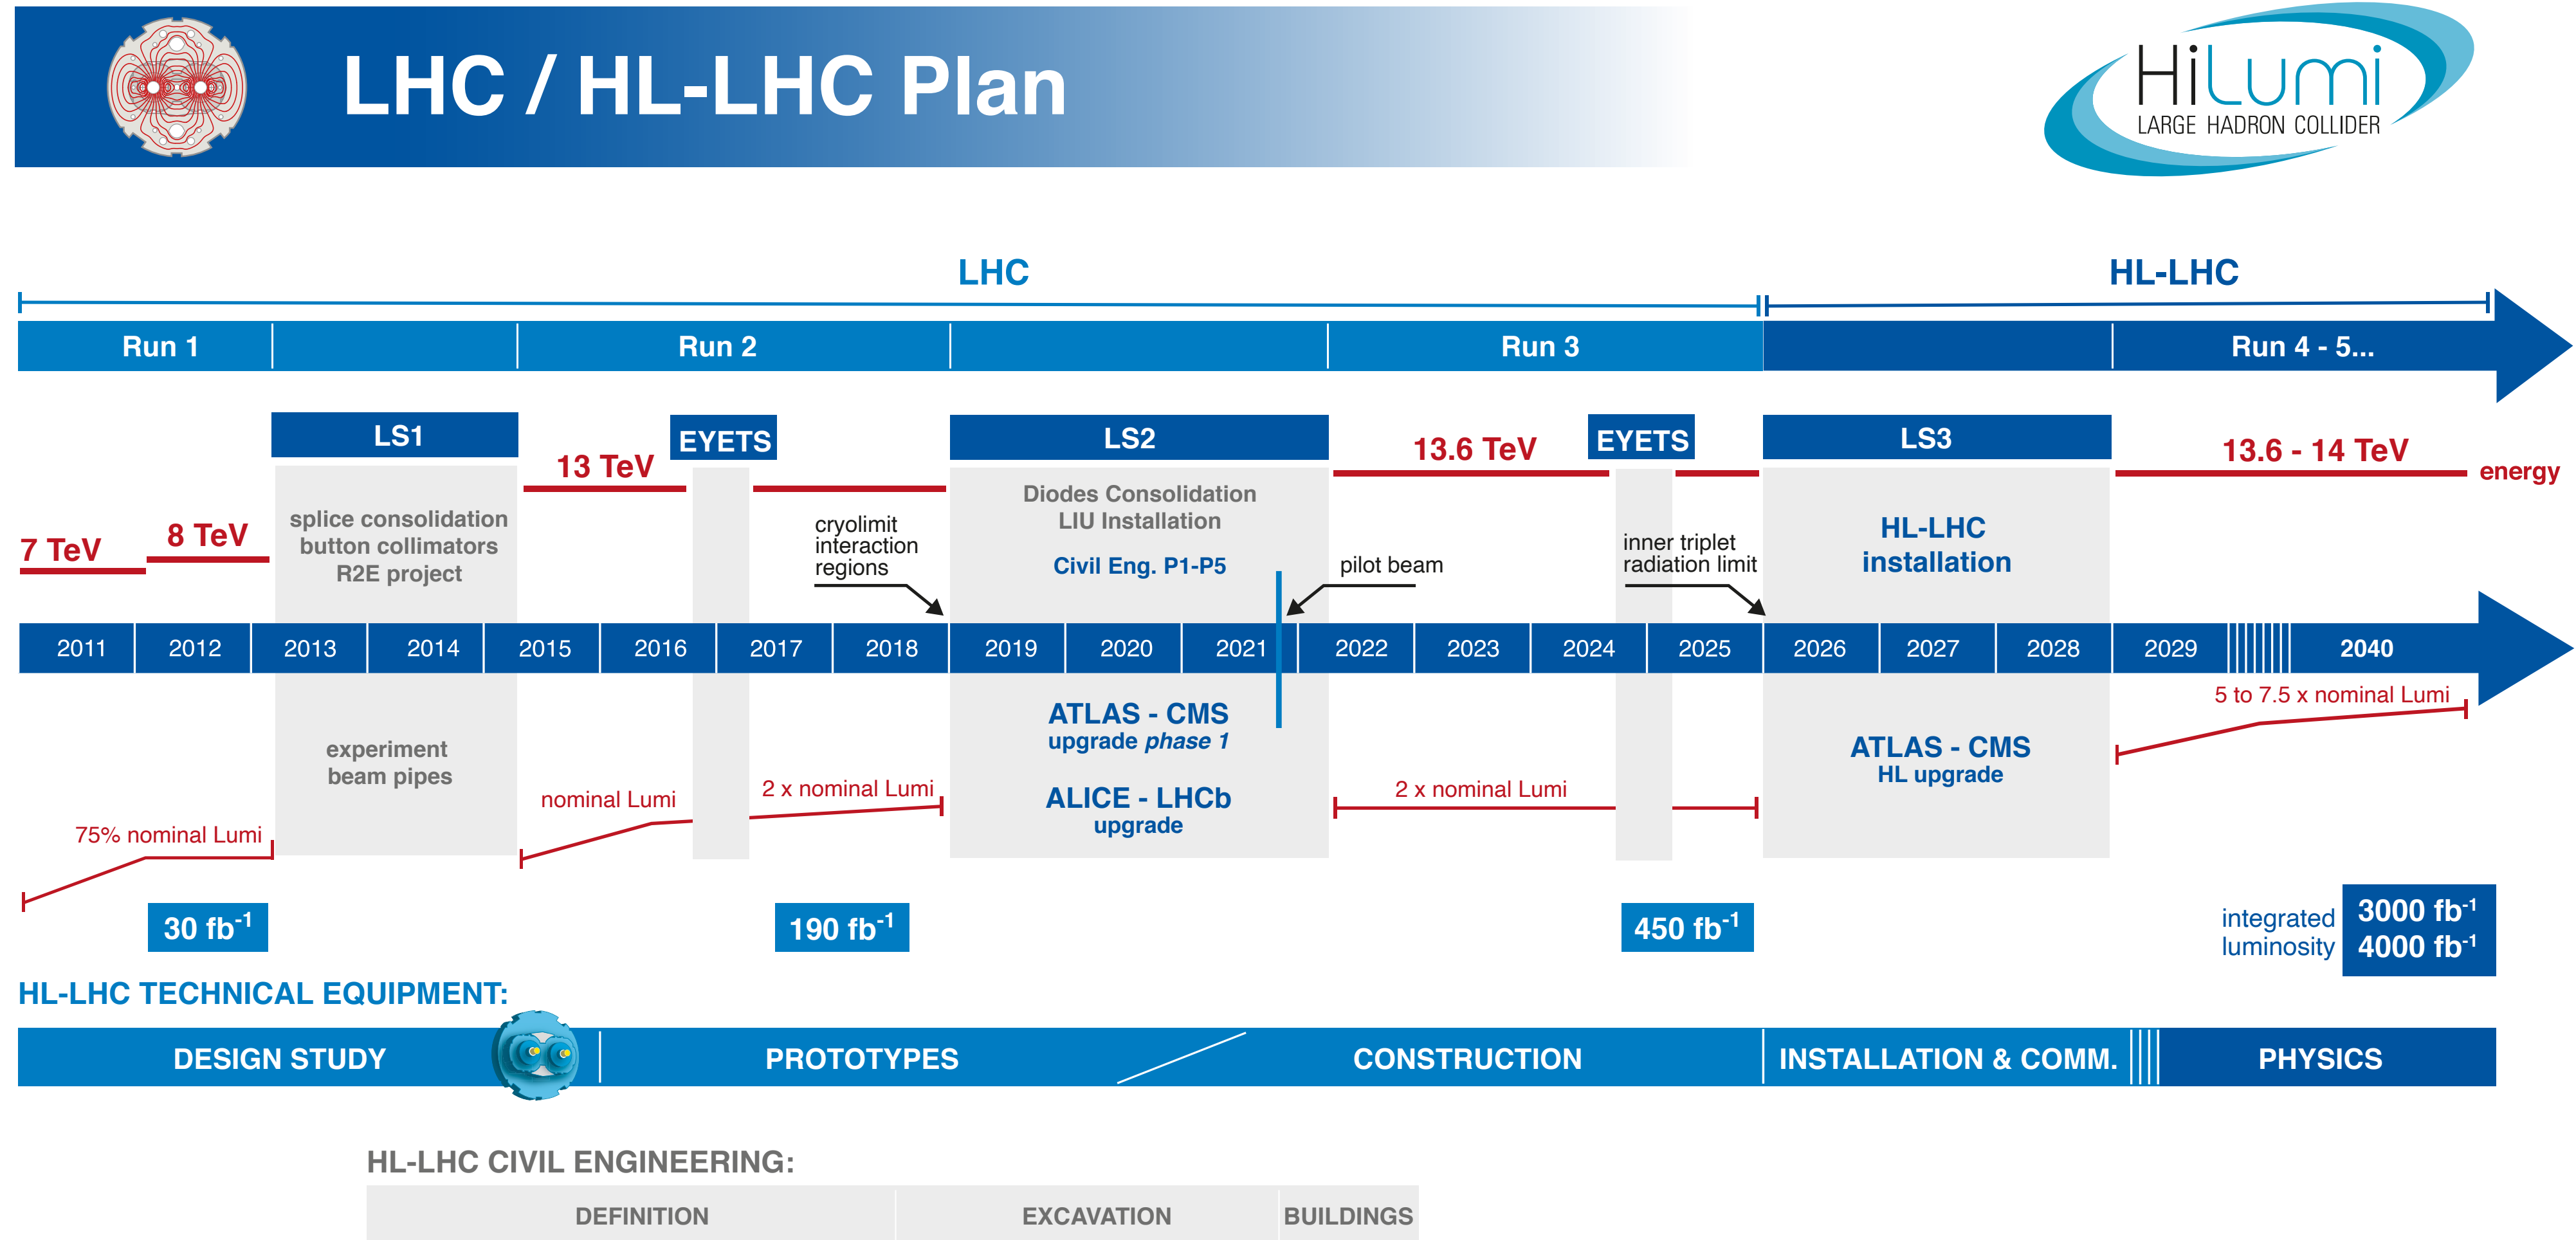 LHC / HL-LHC Plan
HiLumi
LARGE HADRON COLLIDER
LHC
HL-LHC
Run 1
Run 2
Run 3
Run 4 - 5...
LS1
EYETS
LS2
EYETS
LS3
13 TeV
13.6 TeV
13.6 - 14 TeV
energy
7 TeV
8 TeV
splice consolidation
button collimators
R2E project
cryolimit
interaction
regions
Diodes Consolidation
LIU Installation
Civil Eng. P1-P5
pilot beam
inner triplet
radiation limit
HL-LHC
installation
2011
2012
2013
2014
2015
2016
2017
2018
2019
2020
2021
2022
2023
2024
2025
2026
2027
2028
2029
2040
experiment
beam pipes
ATLAS - CMS
upgrade phase 1
ALICE - LHCb
upgrade
ATLAS - CMS
HL upgrade
75% nominal Lumi
nominal Lumi
2 x nominal Lumi
2 x nominal Lumi
5 to 7.5 x nominal Lumi
30 fb-1
190 fb-1
450 fb-1
integrated
luminosity
3000 fb-1
4000 fb-1
HL-LHC TECHNICAL EQUIPMENT:
DESIGN STUDY
PROTOTYPES
CONSTRUCTION
INSTALLATION & COMM.
PHYSICS
HL-LHC CIVIL ENGINEERING:
DEFINITION
EXCAVATION
BUILDINGS